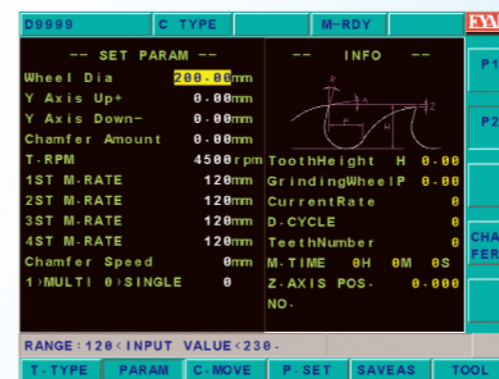 D9999 C TYPE M-RDY
-- SET PARAM --
Wheel Dia 200.00mm
Y Axis Up+ 0.00mm
Y Axis Down- 0.00mm
Chamfer Amount 0.00mm
T.RPM 4500rpm
1ST M.RATE 120mm
2ST M.RATE 120mm
3ST M.RATE 120mm
4ST M.RATE 120mm
Chamfer Speed 0mm
1>MULTI 0>SINGLE 0
-- INFO --
R
A
Z
P
H
ToothHeight H 0.00
GrindingWheelP 0.00
CurrentRate 0
D.CYCLE 0
TeethNumber 0
M.TIME 0H 0M 0S
Z.AXIS POS. 0.000
NO.
P1
P2
CHA
FER
RANGE:120<INPUT VALUE<230.
T.TYPE PARAM C.MOVE P.SET SAVEAS TOOL